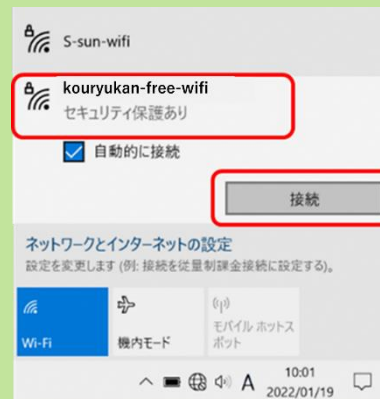 S-sun-wifi
kouryukan-free-wifi
セキュリティ保護あり
自動的に接続
接続
ネットワークとインターネットの設定
設定を変更します (例: 接続を従量制課金接続に設定する)。
Wi-Fi
機内モード
モバイル ホットス
ポット
A
10:01
2022/01/19